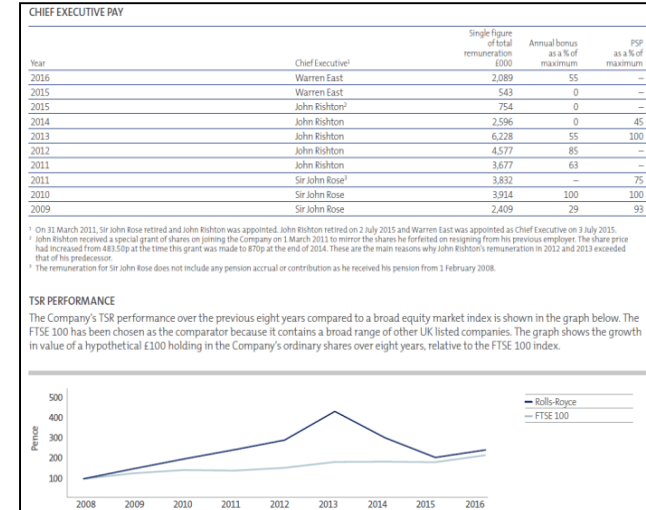 CHIEF EXECUTIVE PAY
Single figure
of total
remuneration
£000
Annual bonus
as a % of
maximum
PSP
as a % of
maximum
Year Chief Executive¹
2016 Warren East 2,089 55 –
2015 Warren East 543 0 –
2015 John Rishton² 754 0 –
2014 John Rishton 2,596 0 45
2013 John Rishton 6,228 55 100
2012 John Rishton 4,577 85 –
2011 John Rishton 3,677 63 –
2011 Sir John Rose³ 3,832 – 75
2010 Sir John Rose 3,914 100 100
2009 Sir John Rose 2,409 29 93
¹ On 31 March 2011, Sir John Rose retired and John Rishton was appointed. John Rishton retired on 2 July 2015 and Warren East was appointed as Chief Executive on 3 July 2015.
² John Rishton received a special grant of shares on joining the Company on 1 March 2011 to mirror the shares he forfeited on resigning from his previous employer. The share price
had increased from 483.50p at the time this grant was made to 870p at the end of 2014. These are the main reasons why John Rishton's remuneration in 2012 and 2013 exceeded
that of his predecessor.
³ The remuneration for Sir John Rose does not include any pension accrual or contribution as he received his pension from 1 February 2008.
TSR PERFORMANCE
The Company's TSR performance over the previous eight years compared to a broad equity market index is shown in the graph below. The
FTSE 100 has been chosen as the comparator because it contains a broad range of other UK listed companies. The graph shows the growth
in value of a hypothetical £100 holding in the Company's ordinary shares over eight years, relative to the FTSE 100 index.
500
400
300
200
100
Pence
Rolls-Royce
FTSE 100
2008 2009 2010 2011 2012 2013 2014 2015 2016